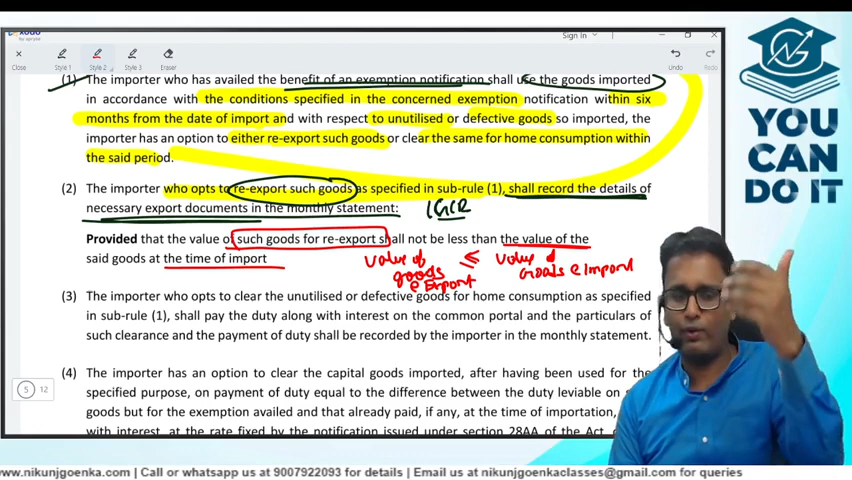 by apryse
Sign In
Close
Style 1
Style 2
Style 3
Eraser
Undo
Redo
(1) The importer who has availed the benefit of an exemption notification shall use the goods imported
in accordance with the conditions specified in the concerned exemption notification within six
months from the date of import and with respect to unutilised or defective goods so imported, the
importer has an option to either re-export such goods or clear the same for home consumption within
the said period.
(2) The importer who opts to re-export such goods as specified in sub-rule (1), shall record the details of
necessary export documents in the monthly statement:
IGCR
Provided that the value of such goods for re-export shall not be less than the value of the
said goods at the time of import
value of
goods
@ Export
value of
Goods @ Import
(3) The importer who opts to clear the unutilised or defective goods for home consumption as specified
in sub-rule (1), shall pay the duty along with interest on the common portal and the particulars of
such clearance and the payment of duty shall be recorded by the importer in the monthly statement.
(4) The importer has an option to clear the capital goods imported, after having been used for the
specified purpose, on payment of duty equal to the difference between the duty leviable on
goods but for the exemption availed and that already paid, if any, at the time of importation,
with interest, at the rate fixed by the notification issued under section 28AA of the Act,
5 12
NG
YOU
CAN
DO IT
www.nikunjgoenka.com | Call or whatsapp us at 9007922093 for details | Email us at nikunjgoenkaclasses@gmail.com for queries